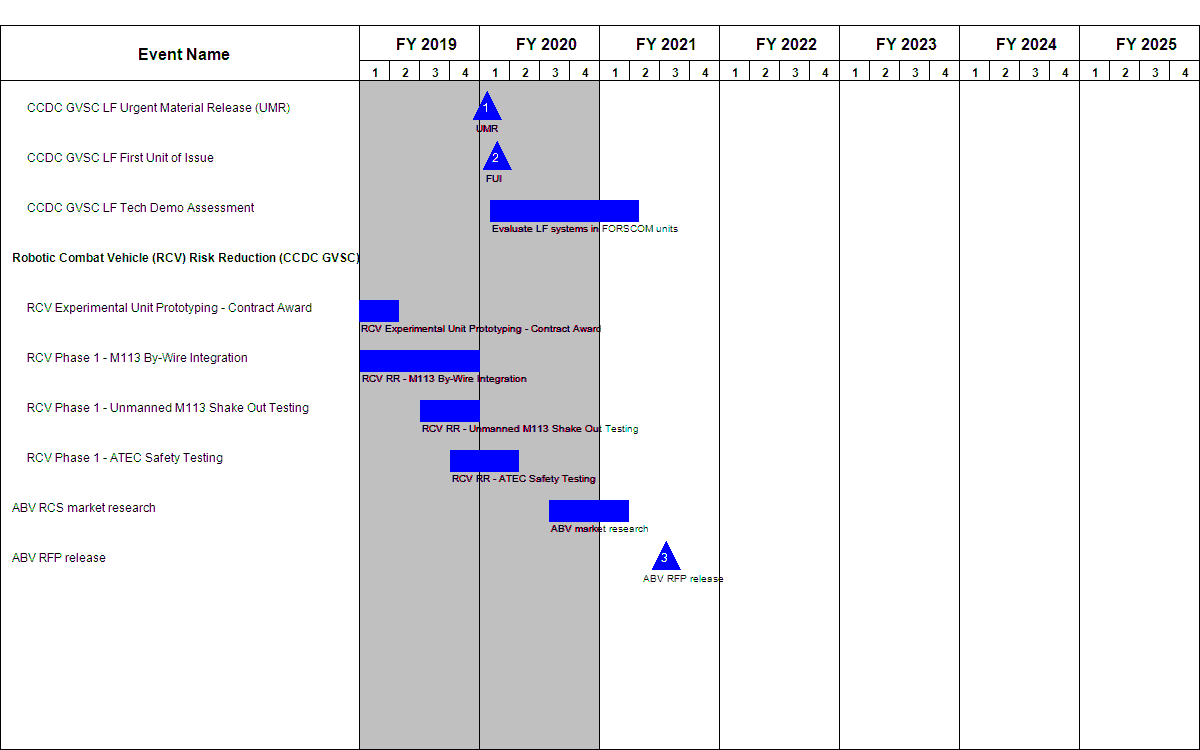 Event Name
FY 2019 FY 2020 FY 2021 FY 2022 FY 2023 FY 2024 FY 2025
1 2 3 4 1 2 3 4 1 2 3 4 1 2 3 4 1 2 3 4 1 2 3 4 1 2 3 4
CCDC GVSC LF Urgent Material Release (UMR)
1
UMR
CCDC GVSC LF First Unit of Issue
2
FUI
CCDC GVSC LF Tech Demo Assessment
Evaluate LF systems in FORSCOM units
Robotic Combat Vehicle (RCV) Risk Reduction (CCDC GVSC)
RCV Experimental Unit Prototyping - Contract Award
RCV Experimental Unit Prototyping - Contract Award
RCV Phase 1 - M113 By-Wire Integration
RCV RR - M113 By-Wire Integration
RCV Phase 1 - Unmanned M113 Shake Out Testing
RCV RR - Unmanned M113 Shake Out Testing
RCV Phase 1 - ATEC Safety Testing
RCV RR - ATEC Safety Testing
ABV RCS market research
ABV market research
ABV RFP release
3
ABV RFP release